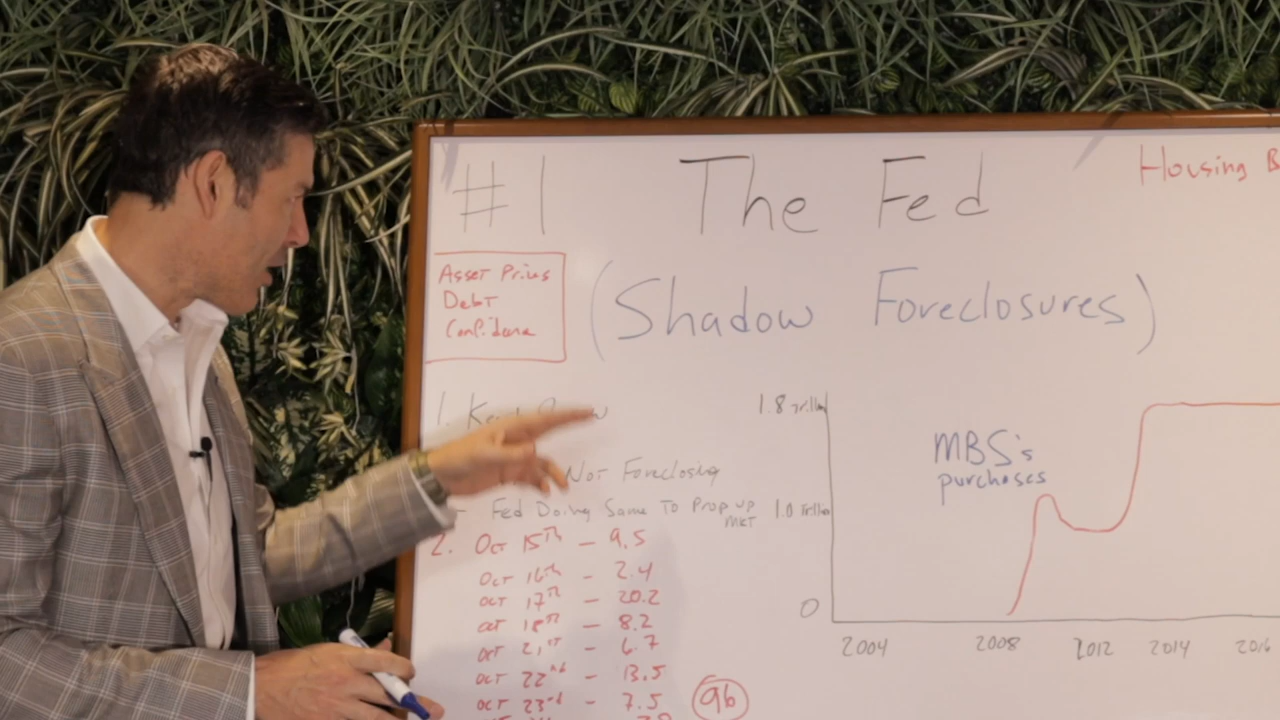 #1 The Fed
Housing B
(Shadow Foreclosures)
Asset Prices
Debt
Confidence
1.
Not Foreclosing
- Fed Doing Same To Prop up
MKT
2. Oct 15th - 9.5
Oct 16th - 2.4
Oct 17th - 20.2
Oct 18th - 8.2
Oct 21st - 6.7
Oct 22nd - 13.5
Oct 23rd - 7.5
96
1.8 Trillion
MBS's
purchases
1.0 Trillion
0
2004 2008 2012 2014 2016